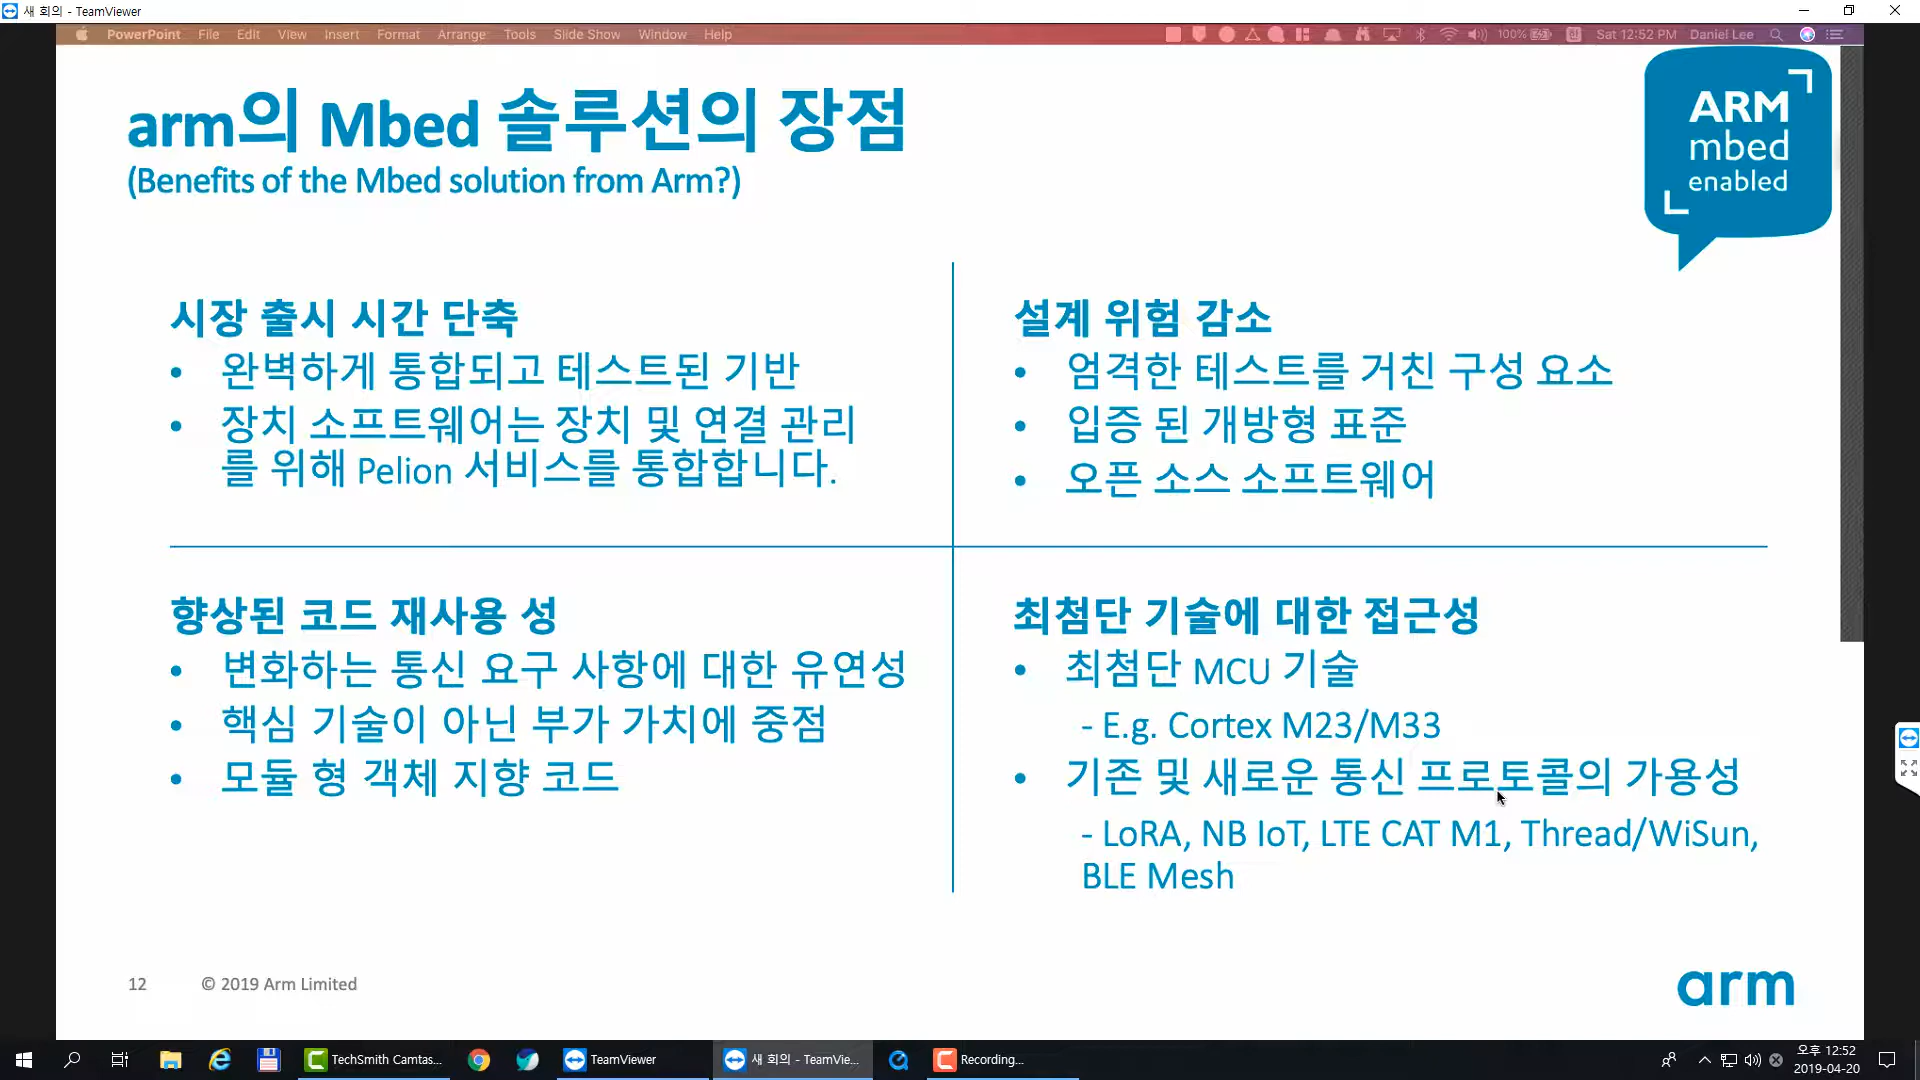 새 회의 - TeamViewer
PowerPoint File Edit View Insert Format Arrange Tools Slide Show Window Help
100% Sat 12:52 PM Daniel Lee
arm의 Mbed 솔루션의 장점
(Benefits of the Mbed solution from Arm?)
ARM
mbed
enabled
시장 출시 시간 단축
• 완벽하게 통합되고 테스트된 기반
• 장치 소프트웨어는 장치 및 연결 관리
를 위해 Pelion 서비스를 통합합니다.
설계 위험 감소
• 엄격한 테스트를 거친 구성 요소
• 입증 된 개방형 표준
• 오픈 소스 소프트웨어
향상된 코드 재사용 성
• 변화하는 통신 요구 사항에 대한 유연성
• 핵심 기술이 아닌 부가 가치에 중점
• 모듈 형 객체 지향 코드
최첨단 기술에 대한 접근성
• 최첨단 MCU 기술
- E.g. Cortex M23/M33
• 기존 및 새로운 통신 프로토콜의 가용성
- LoRA, NB IoT, LTE CAT M1, Thread/WiSun,
BLE Mesh
12 © 2019 Arm Limited
arm
TechSmith Camtas... TeamViewer 새 회의 - TeamVie... Recording...
오후 12:52
2019-04-20